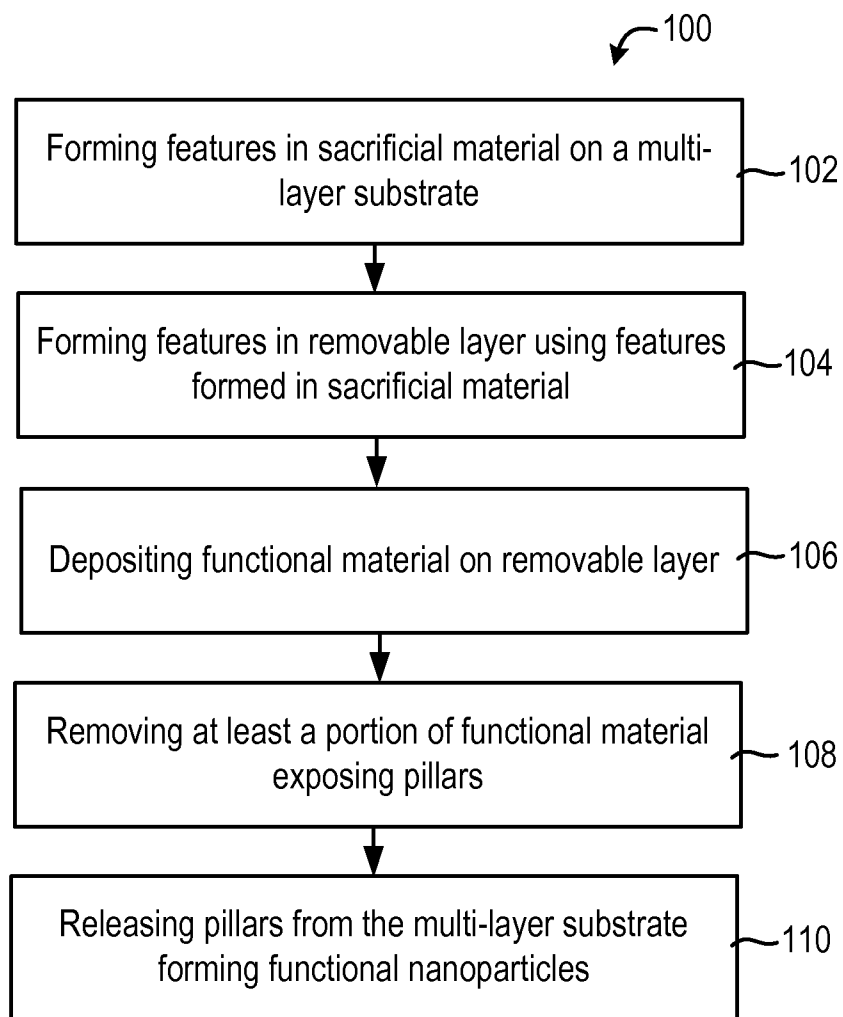 100
Forming features in sacrificial material on a multi-
layer substrate
102
Forming features in removable layer using features
formed in sacrificial material
104
Depositing functional material on removable layer
106
Removing at least a portion of functional material
exposing pillars
108
Releasing pillars from the multi-layer substrate
forming functional nanoparticles
110